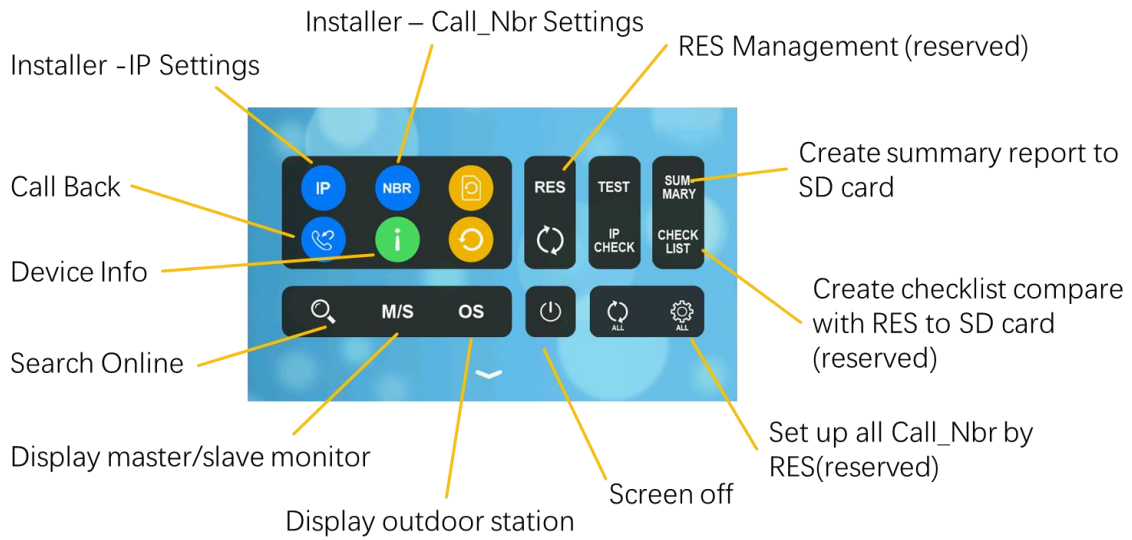 Installer – Call_Nbr Settings
RES Management (reserved)
Installer -IP Settings
Call Back
Device Info
Search Online
Display master/slave monitor
Display outdoor station
Screen off
Create summary report to
SD card
Create checklist compare
with RES to SD card
(reserved)
Set up all Call_Nbr by
RES(reserved)
IP
NBR
RES
TEST
SUM
MARY
IP
CHECK
CHECK
LIST
M/S
OS
ALL
ALL